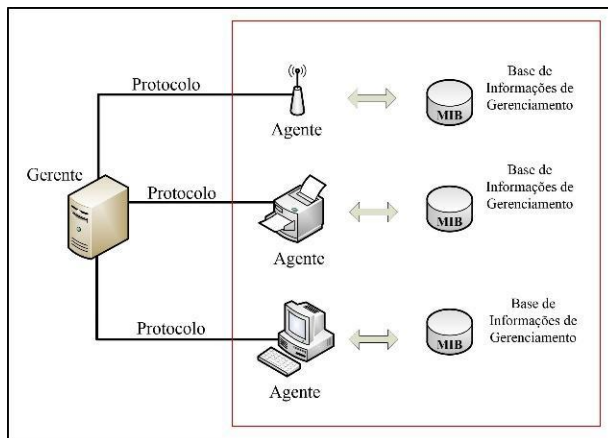 Protocolo
Agente
MIB
Base de
Informações de
Gerenciamento
Gerente
Protocolo
Agente
MIB
Base de
Informações de
Gerenciamento
Protocolo
Agente
MIB
Base de
Informações de
Gerenciamento